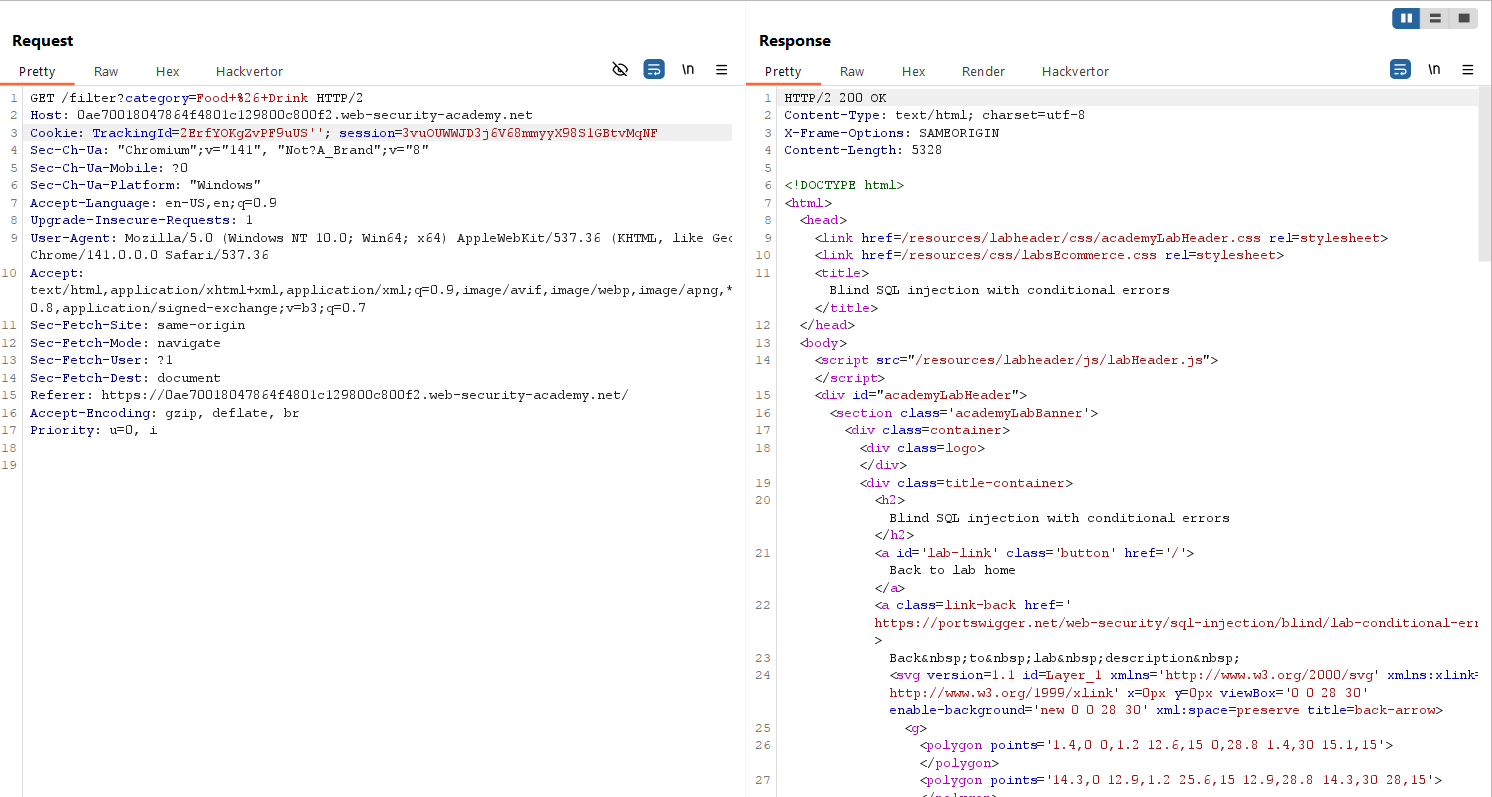 Request
Pretty Raw Hex Hackvertor \n
1 GET /filter?category=Food+%26+Drink HTTP/2
2 Host: 0ae70018047864f4801c129800c800f2.web-security-academy.net
3 Cookie: TrackingId=2ErfYOKgZvPF9uUS''; session=3vuOUWWJD3j6V68mmyyX98S1GBtvMqNF
4 Sec-Ch-Ua: "Chromium";v="141", "Not?A_Brand";v="8"
5 Sec-Ch-Ua-Mobile: ?0
6 Sec-Ch-Ua-Platform: "Windows"
7 Accept-Language: en-US,en;q=0.9
8 Upgrade-Insecure-Requests: 1
9 User-Agent: Mozilla/5.0 (Windows NT 10.0; Win64; x64) AppleWebKit/537.36 (KHTML, like Gec
Chrome/141.0.0.0 Safari/537.36
10 Accept:
text/html,application/xhtml+xml,application/xml;q=0.9,image/avif,image/webp,image/apng,*
0.8,application/signed-exchange;v=b3;q=0.7
11 Sec-Fetch-Site: same-origin
12 Sec-Fetch-Mode: navigate
13 Sec-Fetch-User: ?1
14 Sec-Fetch-Dest: document
15 Referer: https://0ae70018047864f4801c129800c800f2.web-security-academy.net/
16 Accept-Encoding: gzip, deflate, br
17 Priority: u=0, i
18
19
Response
Pretty Raw Hex Render Hackvertor \n
1 HTTP/2 200 OK
2 Content-Type: text/html; charset=utf-8
3 X-Frame-Options: SAMEORIGIN
4 Content-Length: 5328
5
6 <!DOCTYPE html>
7 <html>
8 <head>
9 <link href=/resources/labheader/css/academyLabHeader.css rel=stylesheet>
10 <link href=/resources/css/labsEcommerce.css rel=stylesheet>
11 <title>
Blind SQL injection with conditional errors
</title>
12 </head>
13 <body>
14 <script src="/resources/labheader/js/labHeader.js">
</script>
15 <div id="academyLabHeader">
16 <section class='academyLabBanner'>
17 <div class=container>
18 <div class=logo>
</div>
19 <div class=title-container>
20 <h2>
Blind SQL injection with conditional errors
</h2>
21 <a id='lab-link' class='button' href='/'>
Back to lab home
</a>
22 <a class=link-back href='
https://portswigger.net/web-security/sql-injection/blind/lab-conditional-err
>
23 Back&nbsp;to&nbsp;lab&nbsp;description&nbsp;
24 <svg version=1.1 id=Layer_1 xmlns='http://www.w3.org/2000/svg' xmlns:xlink=
http://www.w3.org/1999/xlink' x=0px y=0px viewBox='0 0 28 30'
enable-background='new 0 0 28 30' xml:space=preserve title=back-arrow>
25 <g>
26 <polygon points='1.4,0 0,1.2 12.6,15 0,28.8 1.4,30 15.1,15'>
</polygon>
27 <polygon points='14.3,0 12.9,1.2 25.6,15 12.9,28.8 14.3,30 28,15'>
</polygon>